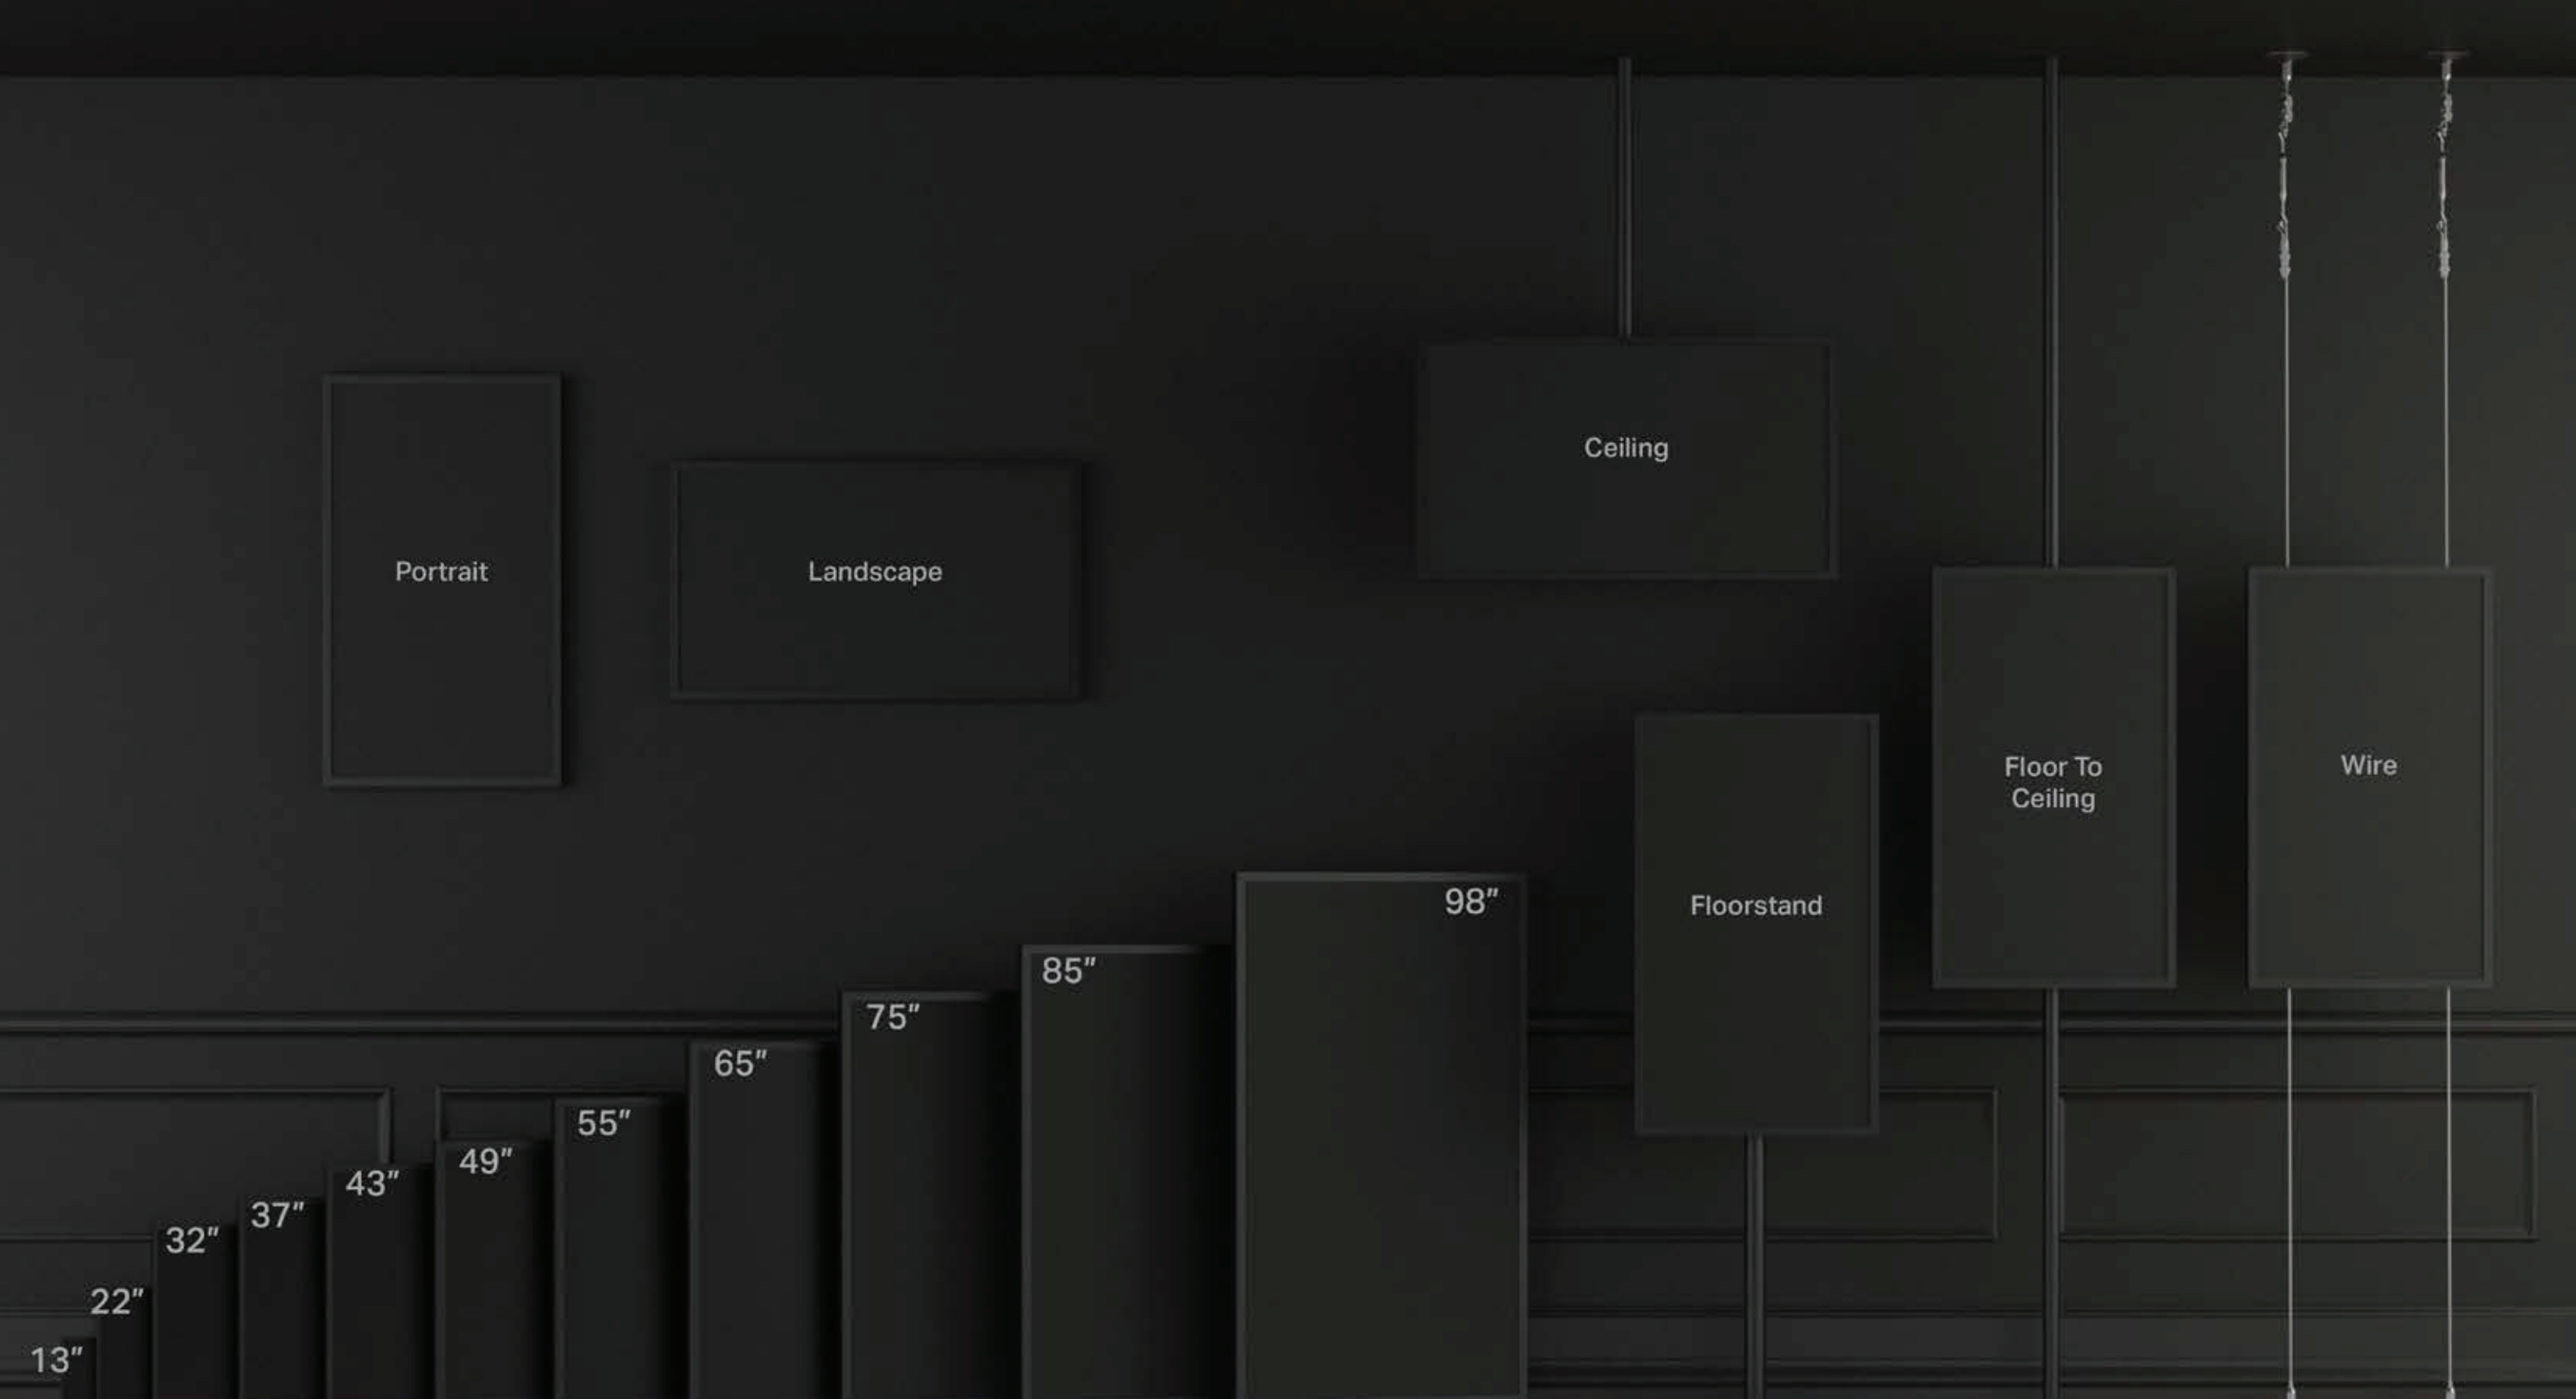 Portrait
Landscape
Ceiling
Floorstand
Floor To
Ceiling
Wire
13″
22″
32″
37″
43″
49″
55″
65″
75″
85″
98″